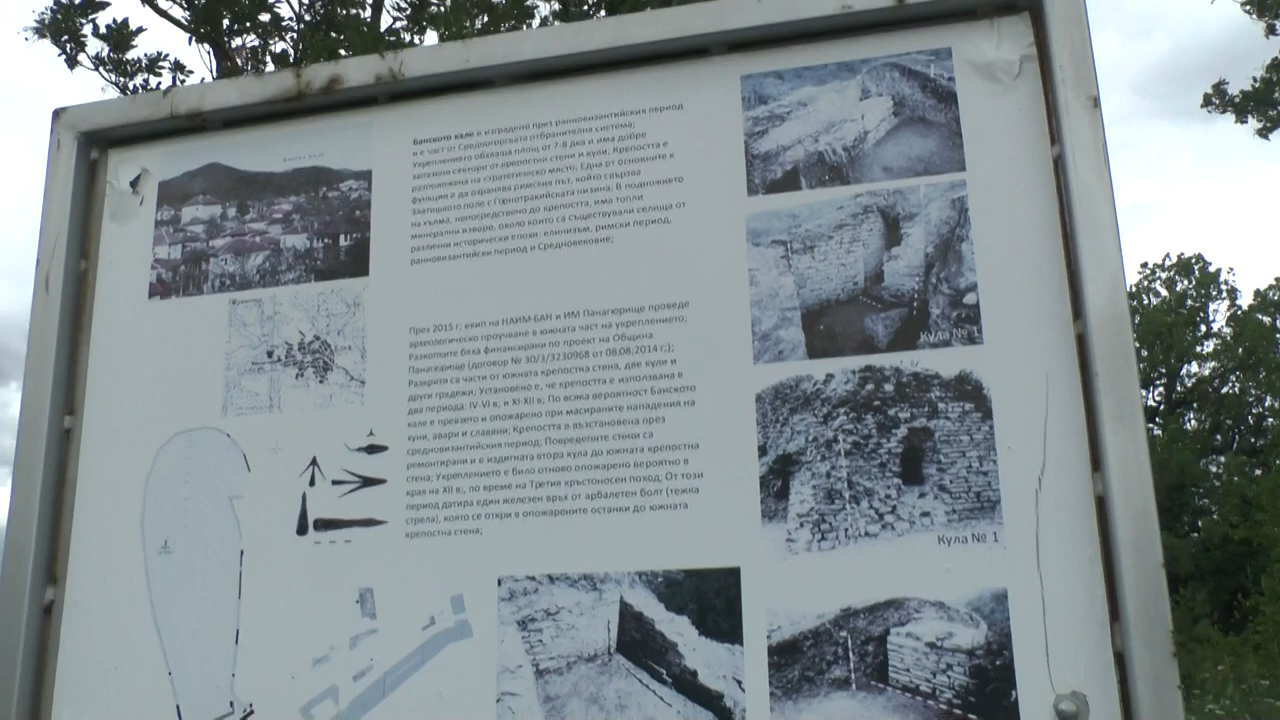 Банското кале е изградено през ранновизантийския период
и е част от Средногорската отбранителна система;
Укреплението обхваща площ от 7-8 дка и има добре
запазени сектори от крепостни стени и кули; Крепостта е
разположена на стратегическо място; Една от основните к
функции е да охранява римския път, който свързва
Златишкото поле с Горнотракийската низина; В подножието
на хълма, непосредствено до крепостта, има топли
минерални извори, около които са съществували селища от
различни исторически епохи: елинизъм, римски период,
ранновизантийски период и Средновековие;
През 2015 г; екип на НАИМ-БАН и ИМ Панагюрище проведе
археологическо проучване в южната част на укреплението;
Разкопките бяха финансирани по проект на Община
Панагюрище (договор № 30/3/3230968 от 08;08;2014 г;);
Разкрити са части от южната крепостна стена, две кули и
други градежи; Установено е, че крепостта е използвана в
два периода: IV-VI в; и XI-XII в; По всяка вероятност Банското
кале е превзето и опожарено при масираните нападения на
куни, авари и славяни; Крепостта е възстановена през
средновизантийския период; Повредените стени са
ремонтирани и е издигната втора кула до южната крепостна
стена; Укреплението е било отново опожарено вероятно в
края на XII в;, по време на Третия кръстоносен поход; От този
период датира един железен връх от арбалетен болт (тежка
стрела), която се откри в опожарените останки до южната
крепостна стена;
Кула № 1
Кула № 1